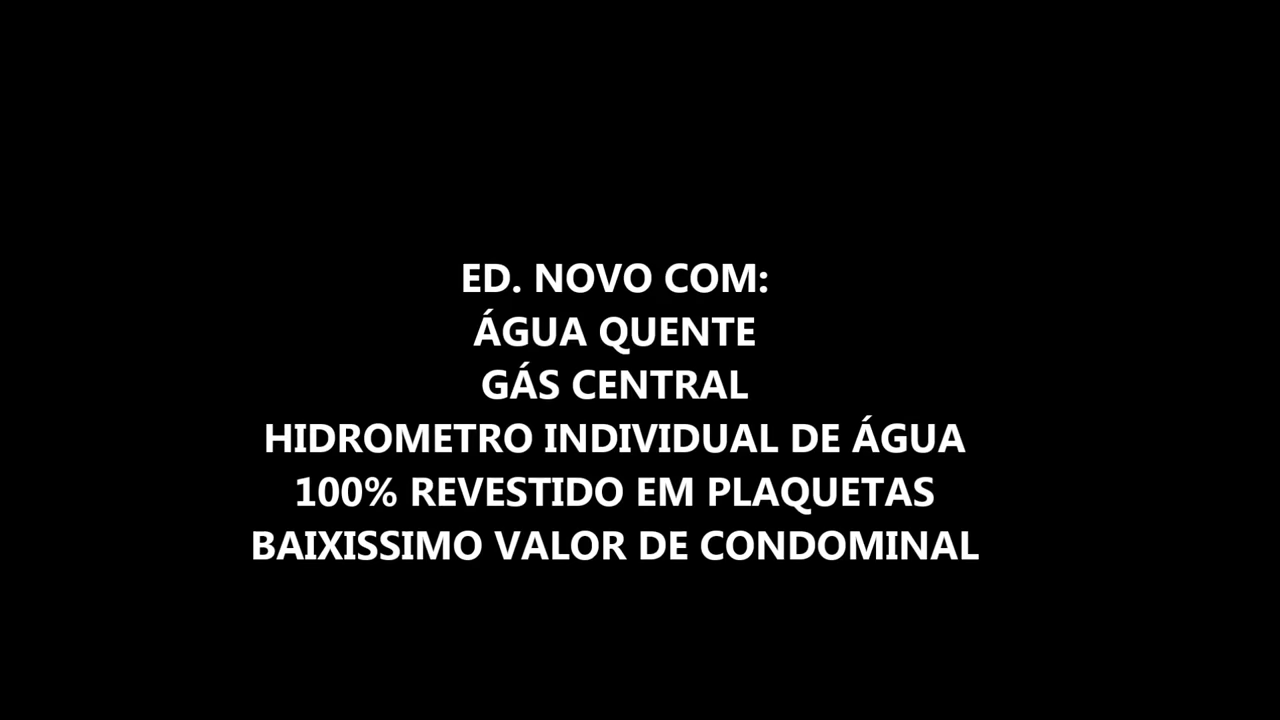 ED. NOVO COM:
ÁGUA QUENTE
GÁS CENTRAL
HIDROMETRO INDIVIDUAL DE ÁGUA
100% REVESTIDO EM PLAQUETAS
BAIXISSIMO VALOR DE CONDOMINAL